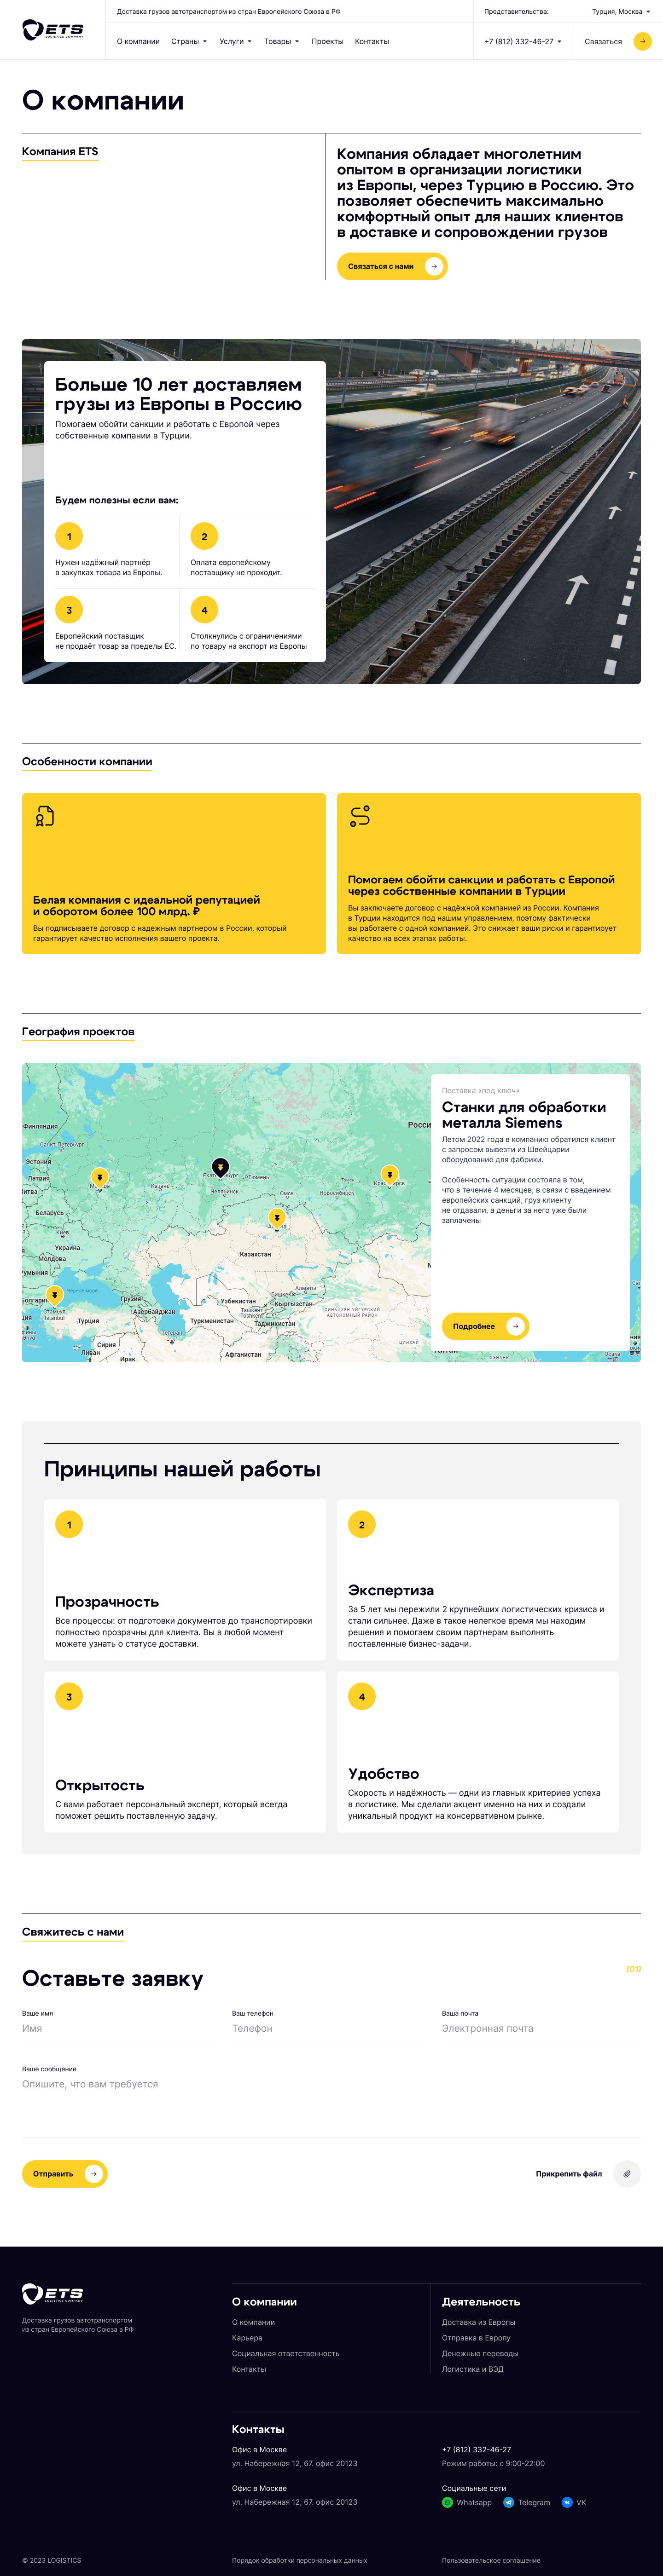 ETS
LOGISTICS COMPANY
Доставка грузов автотранспортом из стран Европейского Союза в РФ
Представительства:
Турция, Москва
О компании
Страны
Услуги
Товары
Проекты
Контакты
+7 (812) 332-46-27
Связаться
О компании
Компания ETS
Компания обладает многолетним
опытом в организации логистики
из Европы, через Турцию в Россию. Это
позволяет обеспечить максимально
комфортный опыт для наших клиентов
в доставке и сопровождении грузов
Связаться с нами
Больше 10 лет доставляем
грузы из Европы в Россию
Помогаем обойти санкции и работать с Европой через
собственные компании в Турции.
Будем полезны если вам:
1
Нужен надёжный партнёр
в закупках товара из Европы.
2
Оплата европейскому
поставщику не проходит.
3
Европейский поставщик
не продаёт товар за пределы ЕС.
4
Столкнулись с ограничениями
по товару на экспорт из Европы
Особенности компании
Белая компания с идеальной репутацией
и оборотом более 100 млрд. ₽
Вы подписываете договор с надежным партнером в России, который
гарантирует качество исполнения вашего проекта.
Помогаем обойти санкции и работать с Европой
через собственные компании в Турции
Вы заключаете договор с надёжной компанией из России. Компания
в Турции находится под нашим управлением, поэтому фактически
вы работаете с одной компанией. Это снижает ваши риски и гарантирует
качество на всех этапах работы.
География проектов
Финляндия
Санкт-Петербург
Эстония
Латвия
Беларусь
Киев
Украина
Молдова
Казань
Челябинск
Тюмень
Омск
Томск
Новосибирск
Казахстан
Чёрное море
Istanbul
Турция
Грузия
Азербайджан
Тегеран
Сирия
Ливан
Ирак
Узбекистан
Ташкент
Toshkent
Туркменистан
Таджикистан
Бишкек
Алматы
Кыргызстан
Афганистан
СИНЬЦЗЯН-УЙГУРСКИЙ
АВТОНОМНЫЙ РАЙОН
ЦИНХАЙ
Поставка «под ключ»
Станки для обработки
металла Siemens
Летом 2022 года в компанию обратился клиент
с запросом вывезти из Швейцарии
оборудование для фабрики.
Особенность ситуации состояла в том,
что в течение 4 месяцев, в связи с введением
европейских санкций, груз клиенту
не отдавали, а деньги за него уже были
заплачены
Подробнее
Принципы нашей работы
1
Прозрачность
Все процессы: от подготовки документов до транспортировки
полностью прозрачны для клиента. Вы в любой момент
можете узнать о статусе доставки.
2
Экспертиза
За 5 лет мы пережили 2 крупнейших логистических кризиса и
стали сильнее. Даже в такое нелегкое время мы находим
решения и помогаем своим партнерам выполнять
поставленные бизнес-задачи.
3
Открытость
С вами работает персональный эксперт, который всегда
поможет решить поставленную задачу.
4
Удобство
Скорость и надёжность — одни из главных критериев успеха
в логистике. Мы сделали акцент именно на них и создали
уникальный продукт на консервативном рынке.
Свяжитесь с нами
Оставьте заявку
(01)
Ваше имя
Имя
Ваш телефон
Телефон
Ваша почта
Электронная почта
Ваше сообщение
Опишите, что вам требуется
Отправить
Прикрепить файл
ETS
LOGISTICS COMPANY
Доставка грузов автотранспортом
из стран Европейского Союза в РФ
О компании
О компании
Карьера
Социальная ответственность
Контакты
Деятельность
Доставка из Европы
Отправка в Европу
Денежные переводы
Логистика и ВЭД
Контакты
Офис в Москве
ул. Набережная 12, 67. офис 20123
Офис в Москве
ул. Набережная 12, 67. офис 20123
+7 (812) 332-46-27
Режим работы: с 9:00-22:00
Социальные сети
Whatsapp
Telegram
VK
© 2023 LOGISTICS
Порядок обработки персональных данных
Пользовательское соглашение